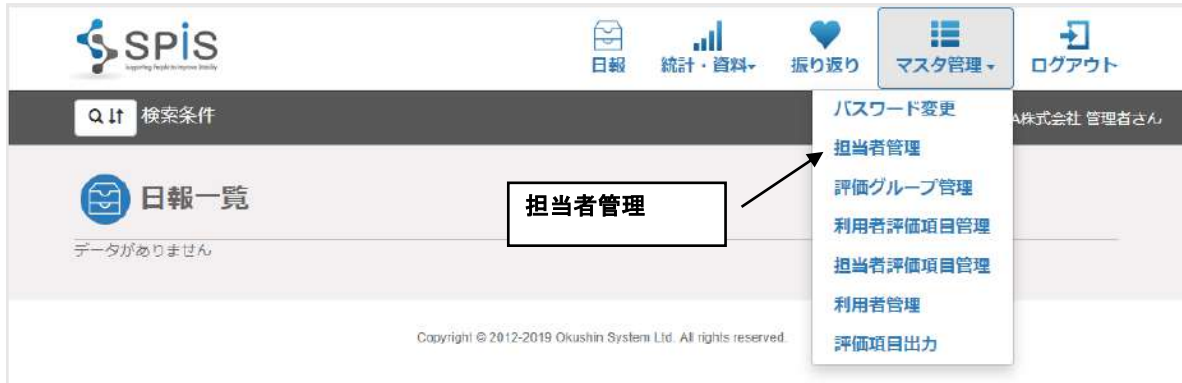 SPiS
Supporting People to Improve Stability
日報
統計・資料
振り返り
マスタ管理
ログアウト
検索条件
A株式会社 管理者さん
パスワード変更
担当者管理
評価グループ管理
利用者評価項目管理
担当者評価項目管理
利用者管理
評価項目出力
日報一覧
担当者管理
データがありません
Copyright © 2012-2019 Okushin System Ltd. All rights reserved.